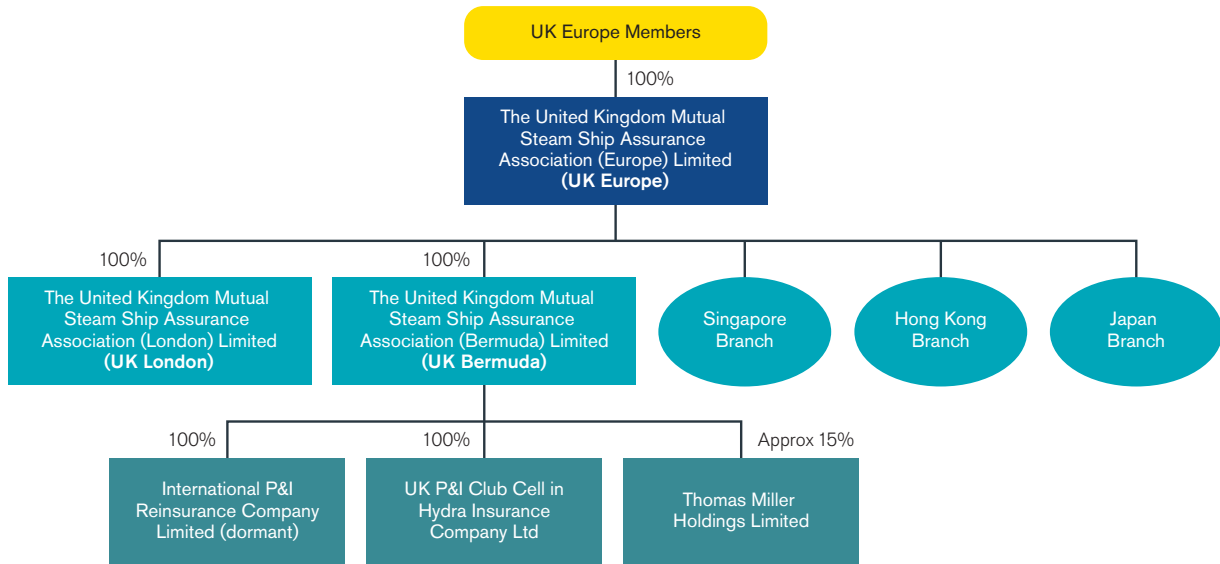 UK Europe Members
100%
The United Kingdom Mutual
Steam Ship Assurance
Association (Europe) Limited
(UK Europe)
100%
100%
The United Kingdom Mutual
Steam Ship Assurance
Association (London) Limited
(UK London)
The United Kingdom Mutual
Steam Ship Assurance
Association (Bermuda) Limited
(UK Bermuda)
Singapore
Branch
Hong Kong
Branch
Japan
Branch
100%
100%
Approx 15%
International P&I
Reinsurance Company
Limited (dormant)
UK P&I Club Cell in
Hydra Insurance
Company Ltd
Thomas Miller
Holdings Limited